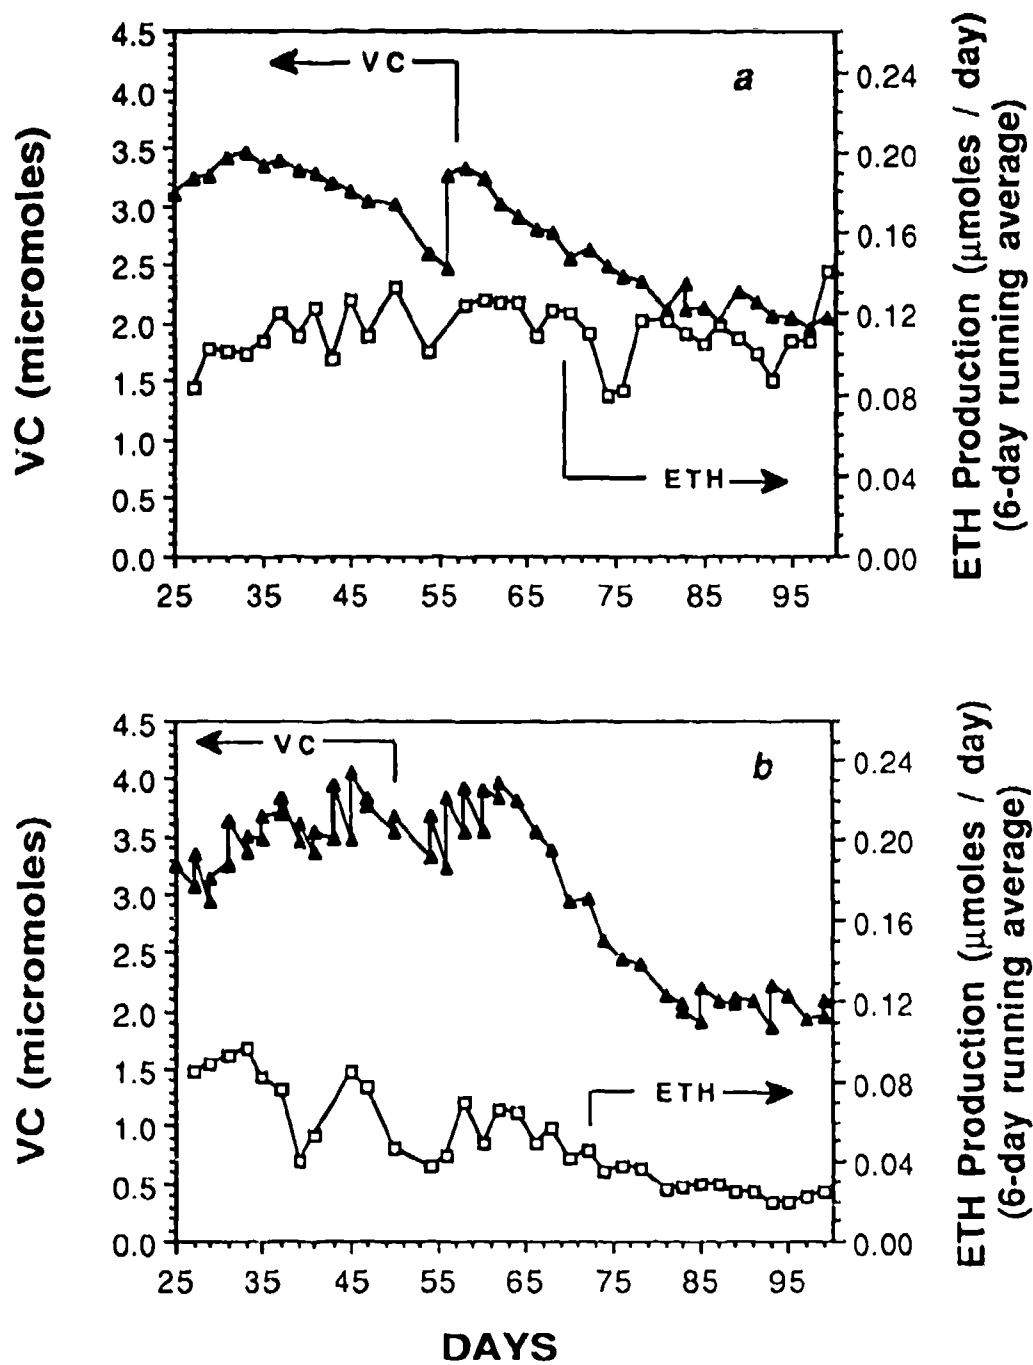 a
VC
ETH
4.5
4.0
3.5
3.0
2.5
2.0
1.5
1.0
0.5
0.0
VC (micromoles)
0.24
0.20
0.16
0.12
0.08
0.04
0.00
ETH Production (μmoles / day)
(6-day running average)
25 35 45 55 65 75 85 95
b
VC
ETH
4.5
4.0
3.5
3.0
2.5
2.0
1.5
1.0
0.5
0.0
VC (micromoles)
0.24
0.20
0.16
0.12
0.08
0.04
0.00
ETH Production (μmoles / day)
(6-day running average)
25 35 45 55 65 75 85 95
DAYS